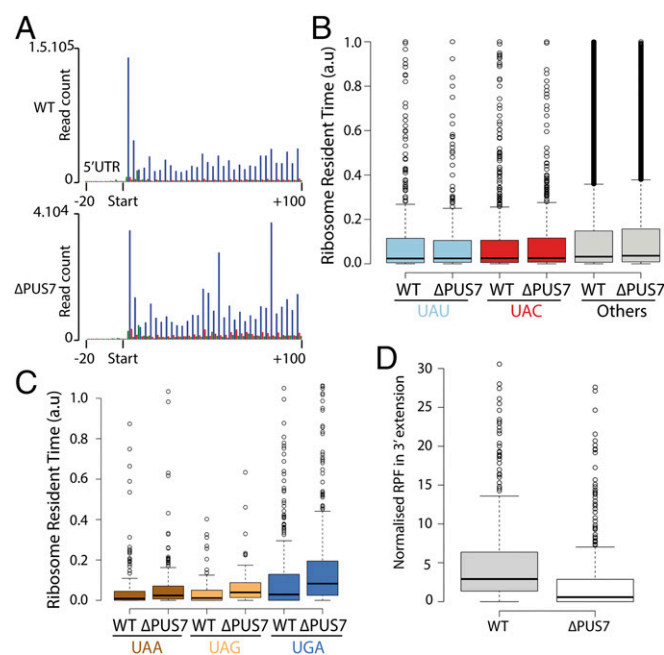 A
1.5.10⁵
WT
Read count
5'UTR
0
-20 Start +100
4.10⁴
ΔPUS7
Read count
0
-20 Start +100
B
Ribosome Resident Time (a.u)
1.0
0.8
0.6
0.4
0.2
0.0
WT ΔPUS7 WT ΔPUS7 WT ΔPUS7
UAU UAC Others
C
Ribosome Resident Time (a.u)
1.0
0.8
0.6
0.4
0.2
0.0
WT ΔPUS7 WT ΔPUS7 WT ΔPUS7
UAA UAG UGA
D
Normalised RPF in 3' extension
30
25
20
15
10
5
0
WT ΔPUS7